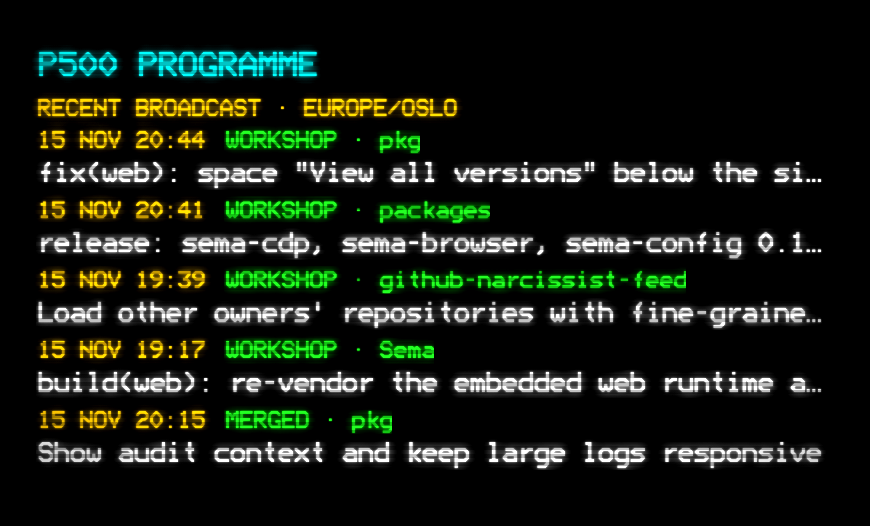 P500 PROGRAMME
RECENT BROADCAST · EUROPE/OSLO
15 NOV 20:44 WORKSHOP · pkg
fix(web): space "View all versions" below the si…
15 NOV 20:41 WORKSHOP · packages
release: sema-cdp, sema-browser, sema-config 0.1…
15 NOV 19:39 WORKSHOP · github-narcissist-feed
Load other owners' repositories with fine-graine…
15 NOV 19:17 WORKSHOP · Sema
build(web): re-vendor the embedded web runtime a…
15 NOV 20:15 MERGED · pkg
Show audit context and keep large logs responsive